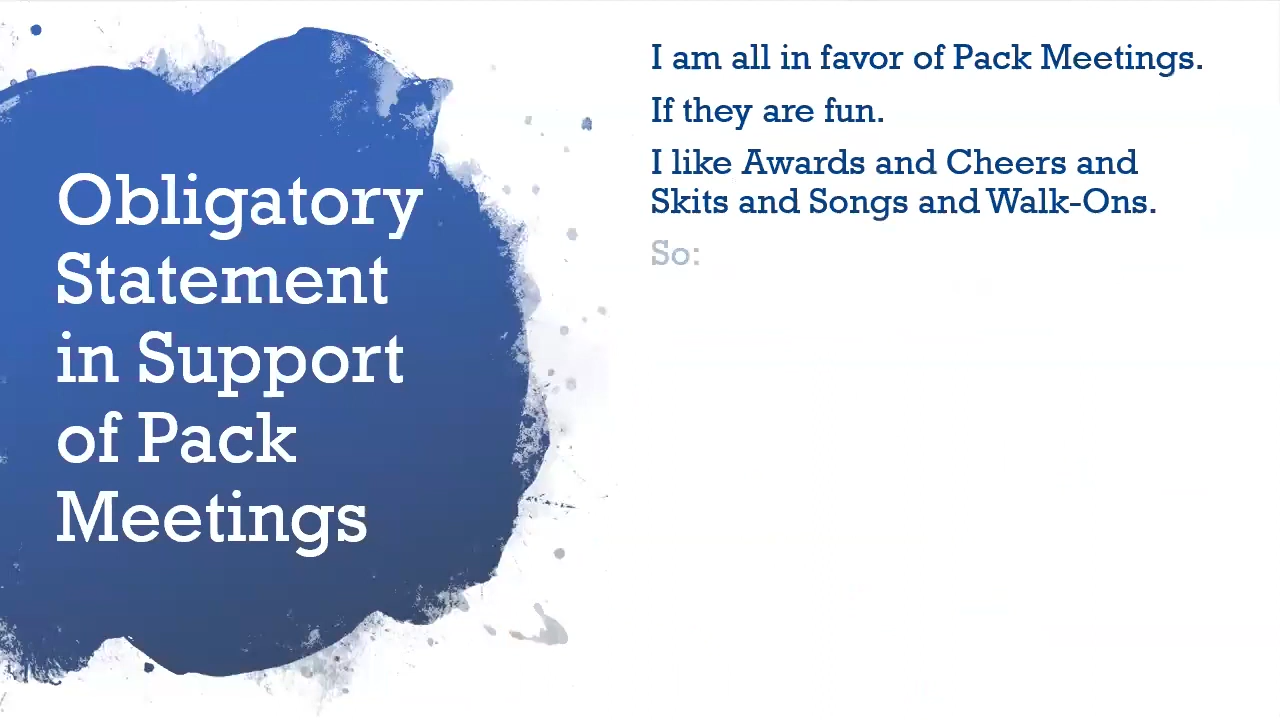 Obligatory
Statement
in Support
of Pack
Meetings
I am all in favor of Pack Meetings.
If they are fun.
I like Awards and Cheers and
Skits and Songs and Walk-Ons.
So: